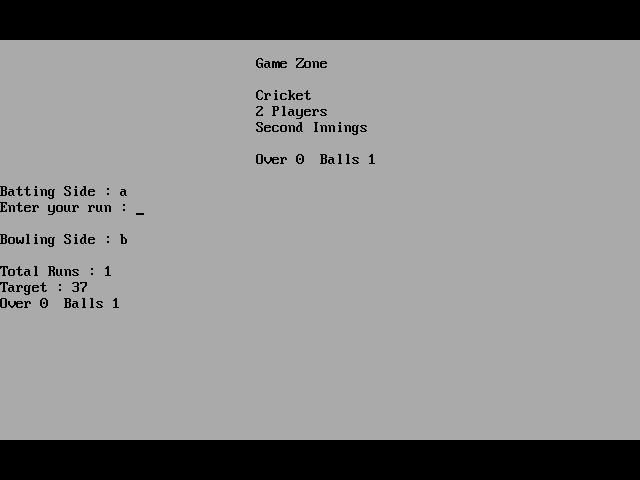 Game Zone
Cricket
2 Players
Second Innings
Over 0  Balls 1
Batting Side : a
Enter your run : _
Bowling Side : b
Total Runs : 1
Target : 37
Over 0  Balls 1